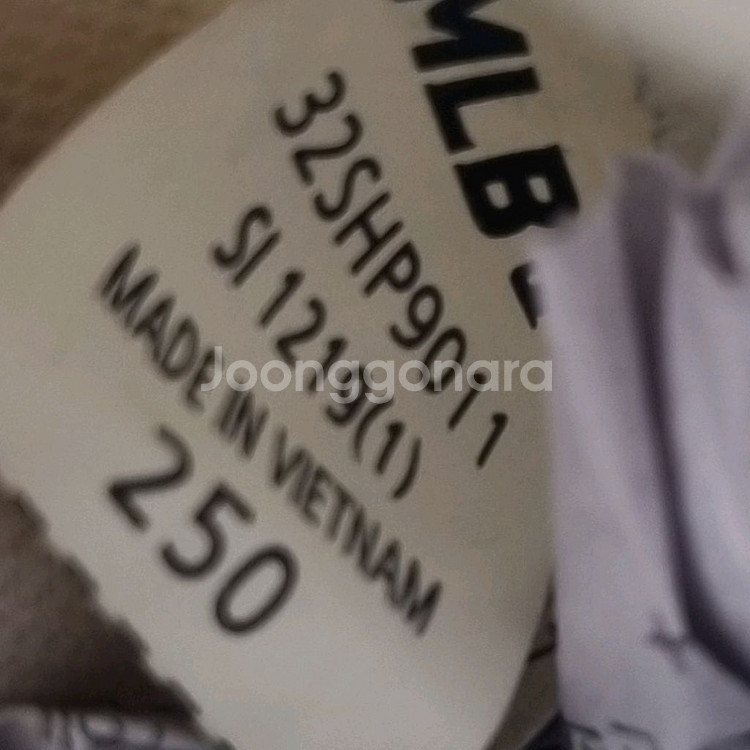 MLB
32SHP9011
SI 1219(1)
MADE IN VIETNAM
250
Joonggonara